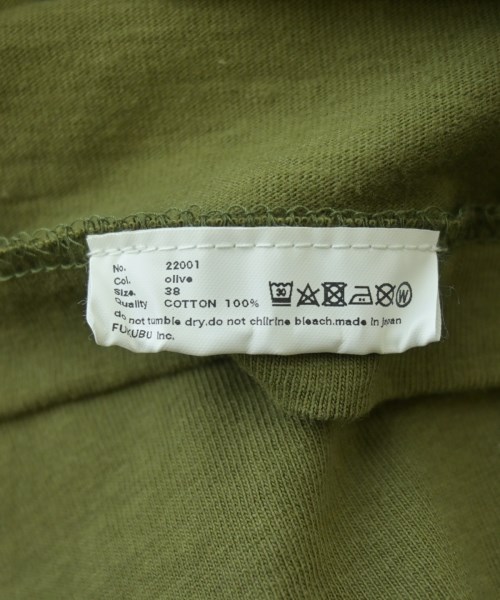 No. 22001
Col. olive
Size. 38
Quality COTTON 100% 30 W
do not tumble dry.do not chlirine bleach.made in japan
FUKUBU inc.